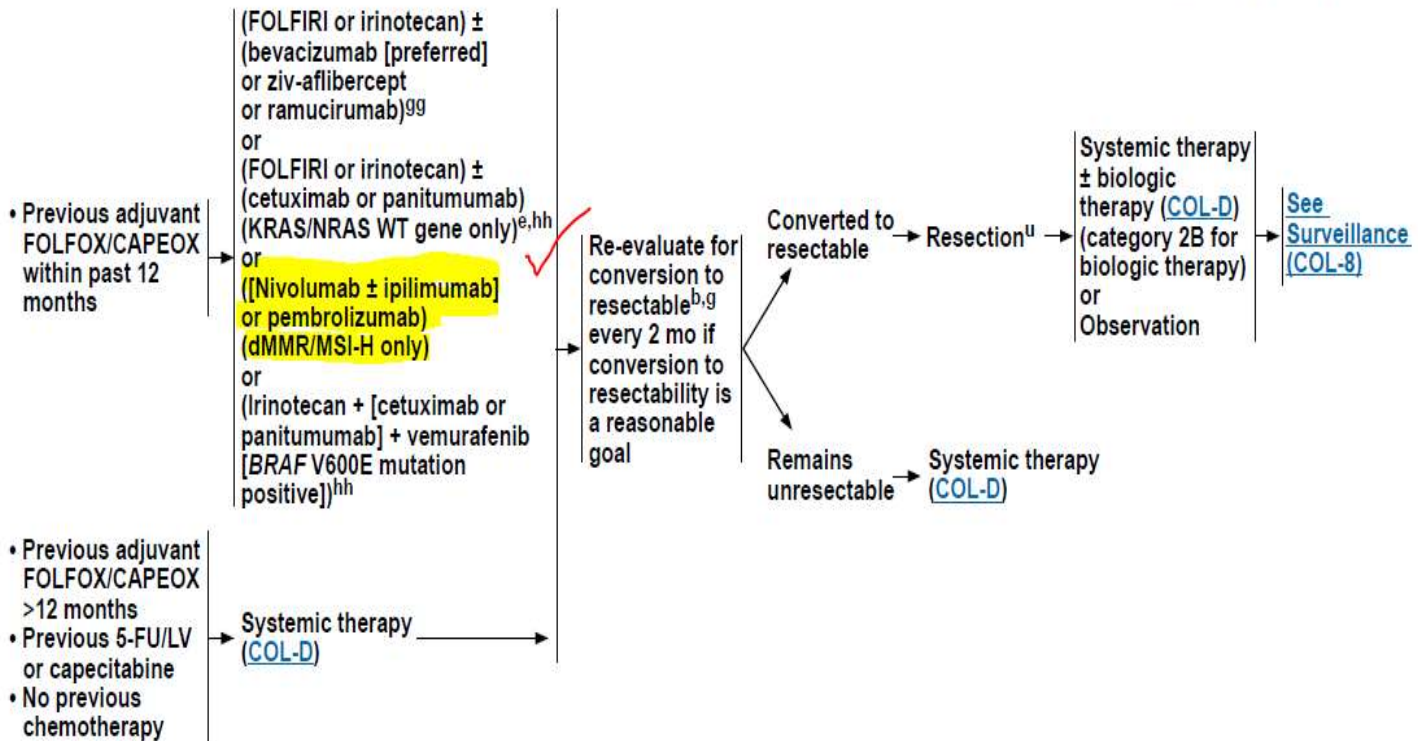 • Previous adjuvant
FOLFOX/CAPEOX
within past 12
months
(FOLFIRI or irinotecan) ±
(bevacizumab [preferred]
or ziv-aflibercept
or ramucirumab)gg
or
(FOLFIRI or irinotecan) ±
(cetuximab or panitumumab)
(KRAS/NRAS WT gene only)e,hh
or
([Nivolumab ± ipilimumab]
or pembrolizumab)
(dMMR/MSI-H only)
or
(Irinotecan + [cetuximab or
panitumumab] + vemurafenib
[BRAF V600E mutation
positive])hh
• Previous adjuvant
FOLFOX/CAPEOX
>12 months
• Previous 5-FU/LV
or capecitabine
• No previous
chemotherapy
Systemic therapy
(COL-D)
Re-evaluate for
conversion to
resectableb,g
every 2 mo if
conversion to
resectability is
a reasonable
goal
Converted to
resectable
Resectionu
Systemic therapy
± biologic
therapy (COL-D)
(category 2B for
biologic therapy)
or
Observation
See
Surveillance
(COL-8)
Remains
unresectable
Systemic therapy
(COL-D)